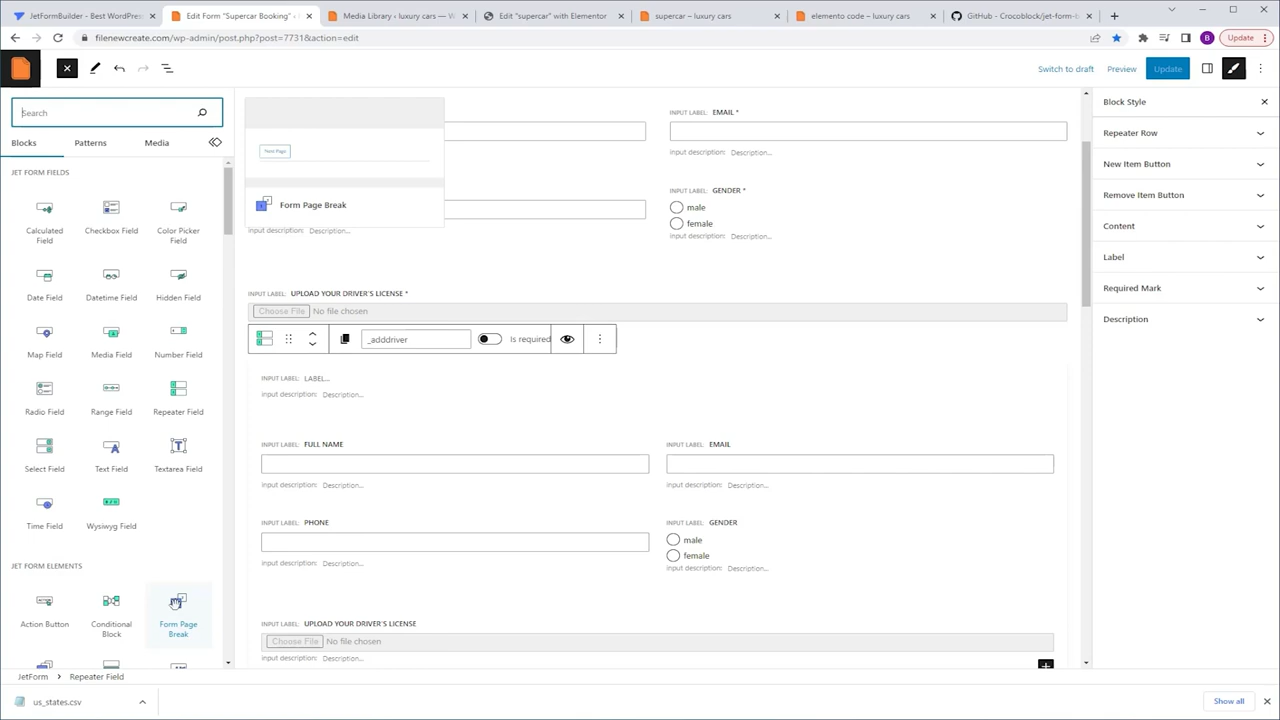 JetFormBuilder - Best WordPress
Edit Form "Supercar Booking" ‹
Media Library ‹ luxury cars — W
Edit "supercar" with Elementor
supercar – luxury cars
elemento code – luxury cars
GitHub - Crocoblock/jet-form-b
filenewcreate.com/wp-admin/post.php?post=7731&action=edit
B
Update
Switch to draft
Preview
Update
Search
Blocks
Patterns
Media
JET FORM FIELDS
Calculated Field
Checkbox Field
Color Picker Field
Date Field
Datetime Field
Hidden Field
Map Field
Media Field
Number Field
Radio Field
Range Field
Repeater Field
Select Field
Text Field
Textarea Field
Time Field
Wysiwyg Field
JET FORM ELEMENTS
Action Button
Conditional Block
Form Page Break
Next Page
Form Page Break
INPUT LABEL: EMAIL *
input description: Description...
INPUT LABEL: GENDER *
male
female
input description: Description...
input description: Description...
INPUT LABEL: UPLOAD YOUR DRIVER'S LICENSE *
Choose File No file chosen
_adddriver
Is required
INPUT LABEL: LABEL...
input description: Description...
INPUT LABEL: FULL NAME
input description: Description...
INPUT LABEL: EMAIL
input description: Description...
INPUT LABEL: PHONE
input description: Description...
INPUT LABEL: GENDER
male
female
input description: Description...
INPUT LABEL: UPLOAD YOUR DRIVER'S LICENSE
Choose File No file chosen
input description: Description...
Block Style
Repeater Row
New Item Button
Remove Item Button
Content
Label
Required Mark
Description
JetForm > Repeater Field
us_states.csv
Show all